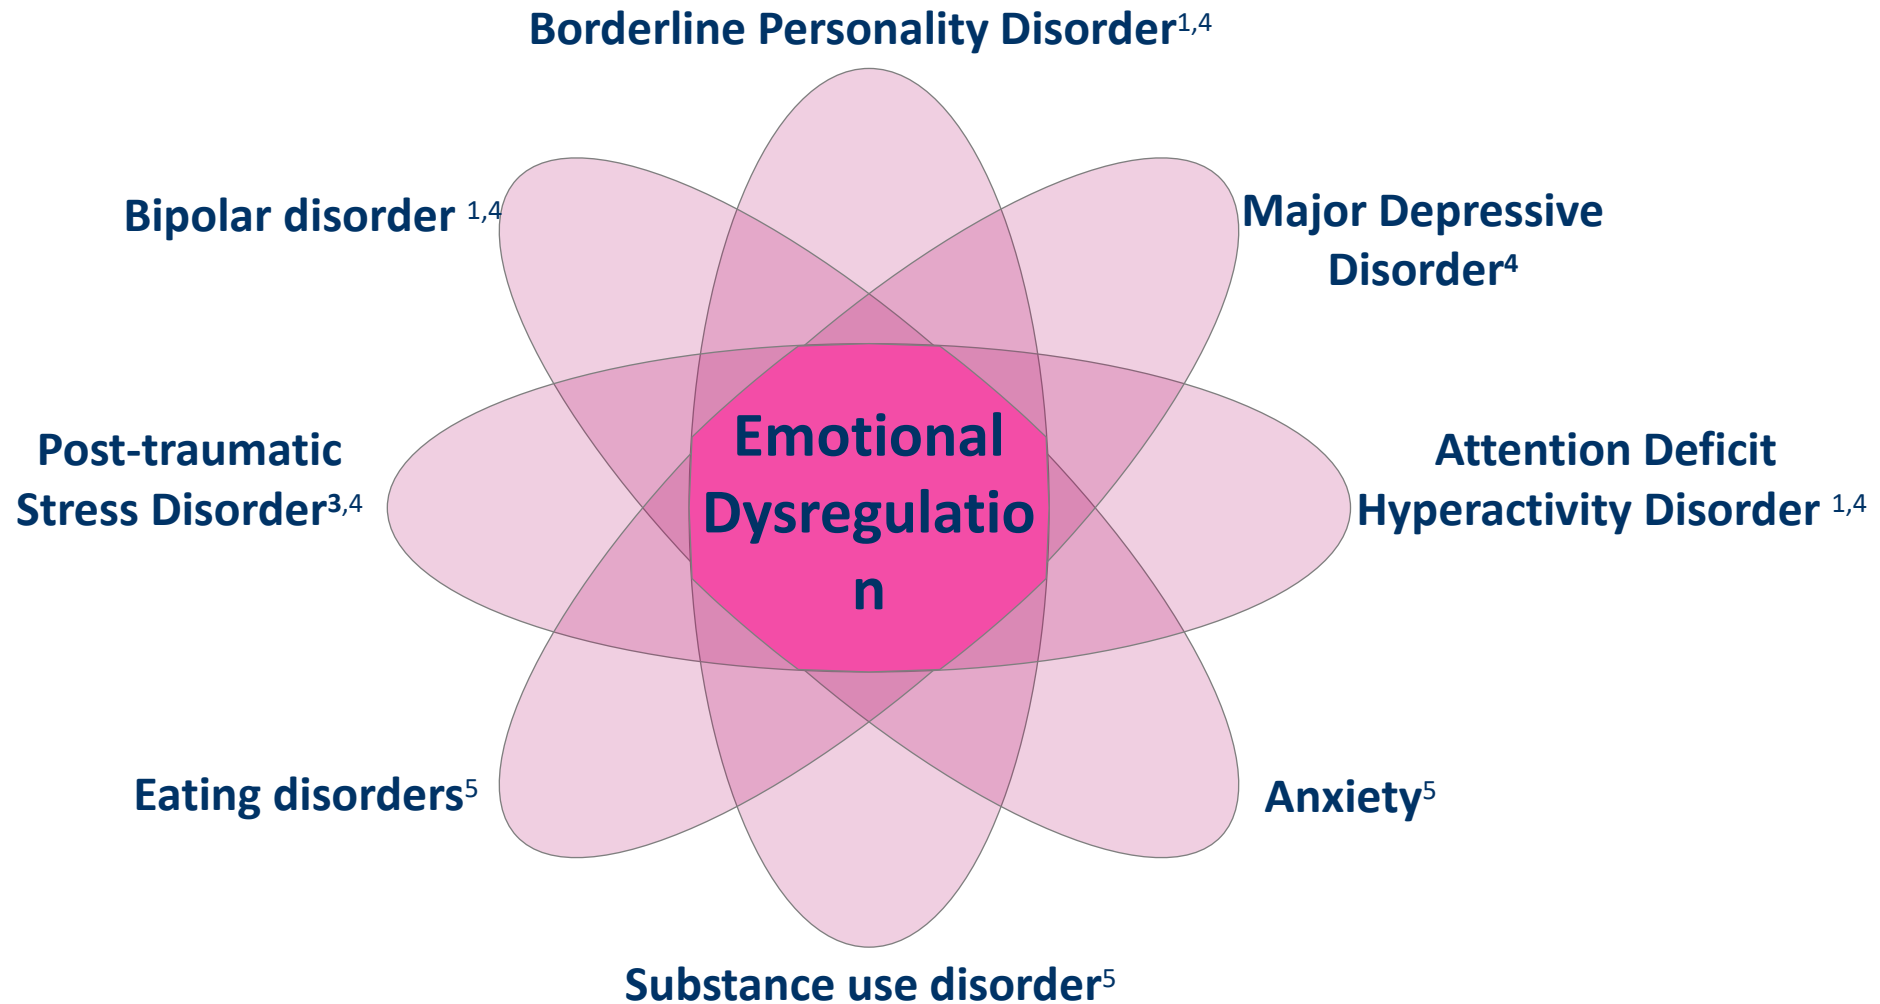 Borderline Personality Disorder1,4
Bipolar disorder 1,4
Major Depressive
Disorder4
Post-traumatic
Stress Disorder3,4
Emotional
Dysregulatio
n
Attention Deficit
Hyperactivity Disorder 1,4
Eating disorders5
Anxiety5
Substance use disorder5